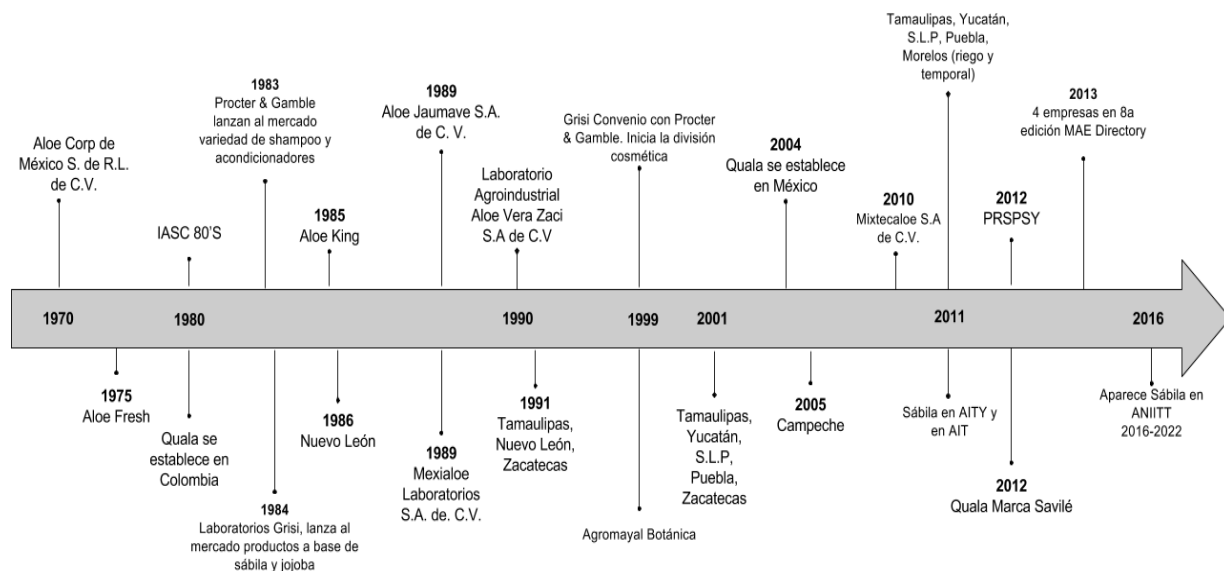 Aloe Corp de
México S. de R.L.
de C.V.
IASC 80'S
1983
Procter & Gamble
lanzan al mercado
variedad de shampoo y
acondicionadores
1985
Aloe King
1989
Aloe Jaumave S.A.
de C. V.
Laboratorio
Agroindustrial
Aloe Vera Zaci
S.A de C.V
Grisi Convenio con Procter
& Gamble. Inicia la división
cosmética
2004
Quala se establece
en México
2010
Mixtecaloe S.A
de C.V.
Tamaulipas, Yucatán,
S.L.P, Puebla,
Morelos (riego y
temporal)
2012
PRSPSY
2013
4 empresas en 8a
edición MAE Directory
1970
1980
1990
1999
2001
2011
2016
1975
Aloe Fresh
Quala se
establece en
Colombia
1984
Laboratorios Grisi, lanza al
mercado productos a base de
sábila y jojoba
1986
Nuevo León
1989
Mexialoe
Laboratorios
S.A. de. C.V.
1991
Tamaulipas,
Nuevo León,
Zacatecas
Agromayal Botánica
Tamaulipas,
Yucatán,
S.L.P,
Puebla,
Zacatecas
2005
Campeche
Sábila en AITY y
en AIT
2012
Quala Marca Savilé
Aparece Sábila en
ANIITT
2016-2022